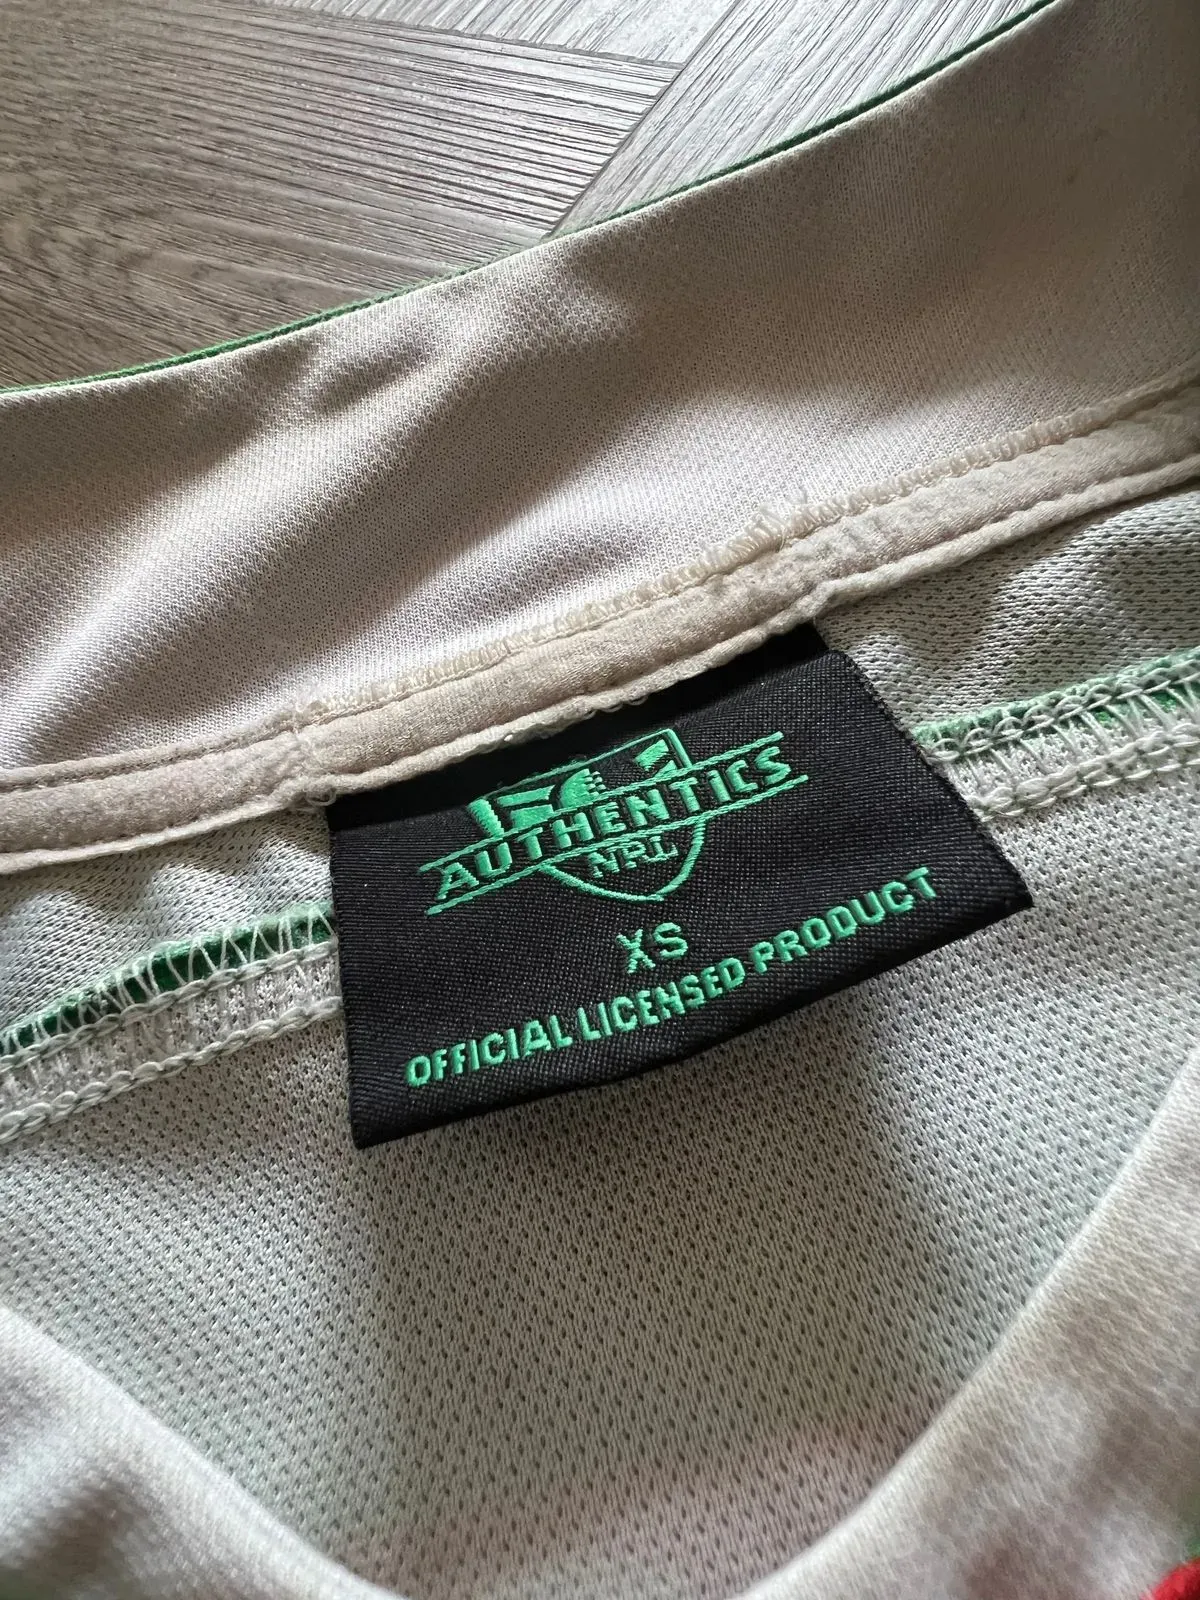 AUTHENTICS
NRL
XS
OFFICIAL LICENSED PRODUCT